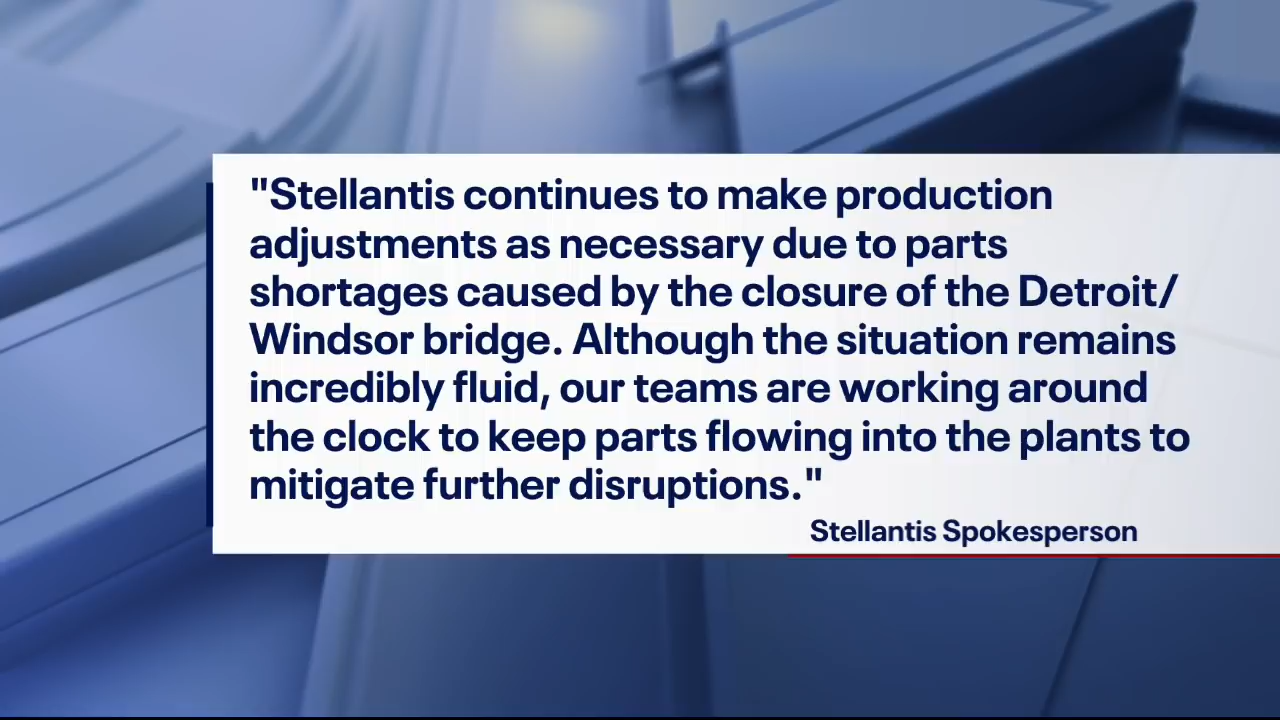 "Stellantis continues to make production
adjustments as necessary due to parts
shortages caused by the closure of the Detroit/
Windsor bridge. Although the situation remains
incredibly fluid, our teams are working around
the clock to keep parts flowing into the plants to
mitigate further disruptions."
Stellantis Spokesperson